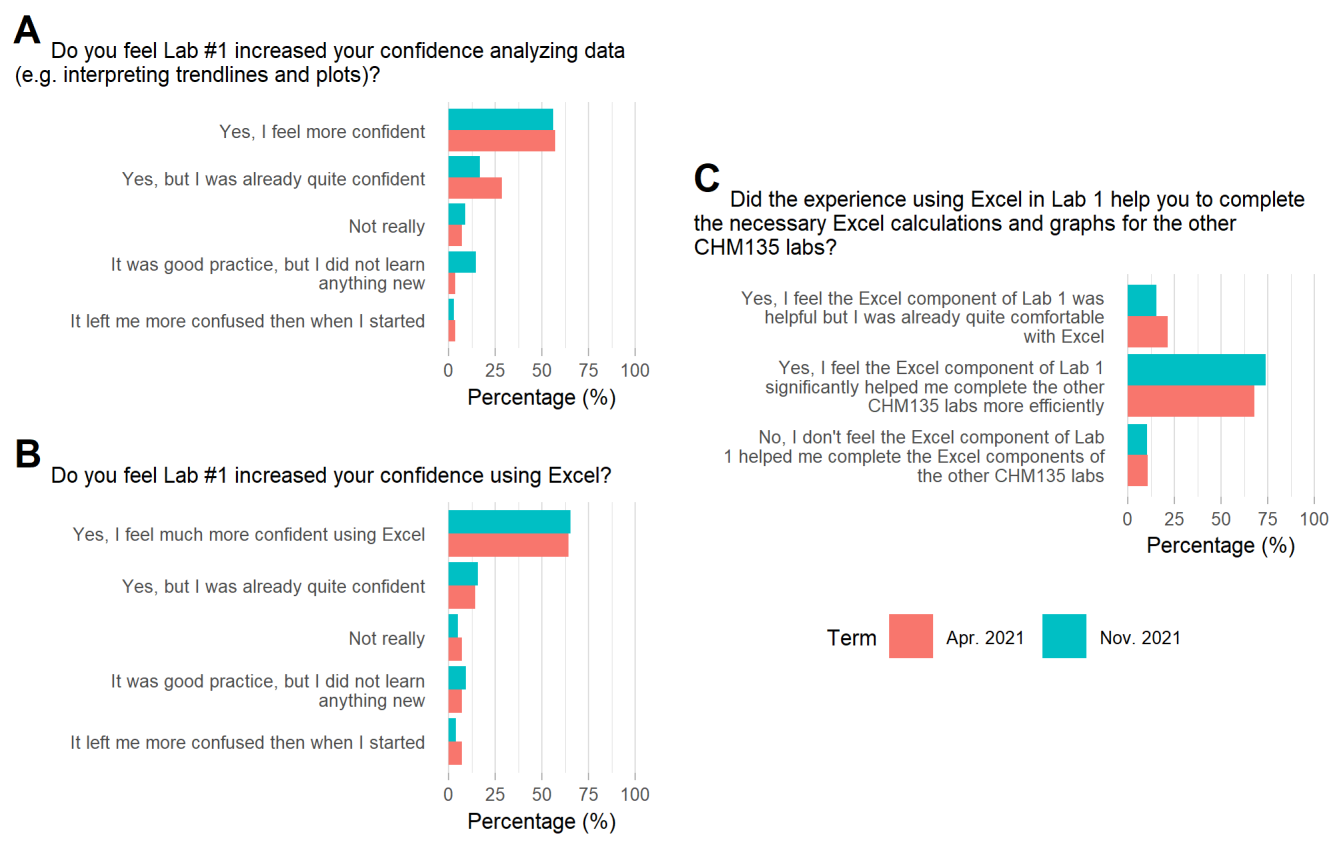 A
Do you feel Lab #1 increased your confidence analyzing data
(e.g. interpreting trendlines and plots)?
Yes, I feel more confident
Yes, but I was already quite confident
Not really
It was good practice, but I did not learn
anything new
It left me more confused then when I started
0 25 50 75 100
Percentage (%)
B
Do you feel Lab #1 increased your confidence using Excel?
Yes, I feel much more confident using Excel
Yes, but I was already quite confident
Not really
It was good practice, but I did not learn
anything new
It left me more confused then when I started
0 25 50 75 100
Percentage (%)
C
Did the experience using Excel in Lab 1 help you to complete
the necessary Excel calculations and graphs for the other
CHM135 labs?
Yes, I feel the Excel component of Lab 1 was
helpful but I was already quite comfortable
with Excel
Yes, I feel the Excel component of Lab 1
significantly helped me complete the other
CHM135 labs more efficiently
No, I don't feel the Excel component of Lab
1 helped me complete the Excel components of
the other CHM135 labs
0 25 50 75 100
Percentage (%)
Term Apr. 2021 Nov. 2021